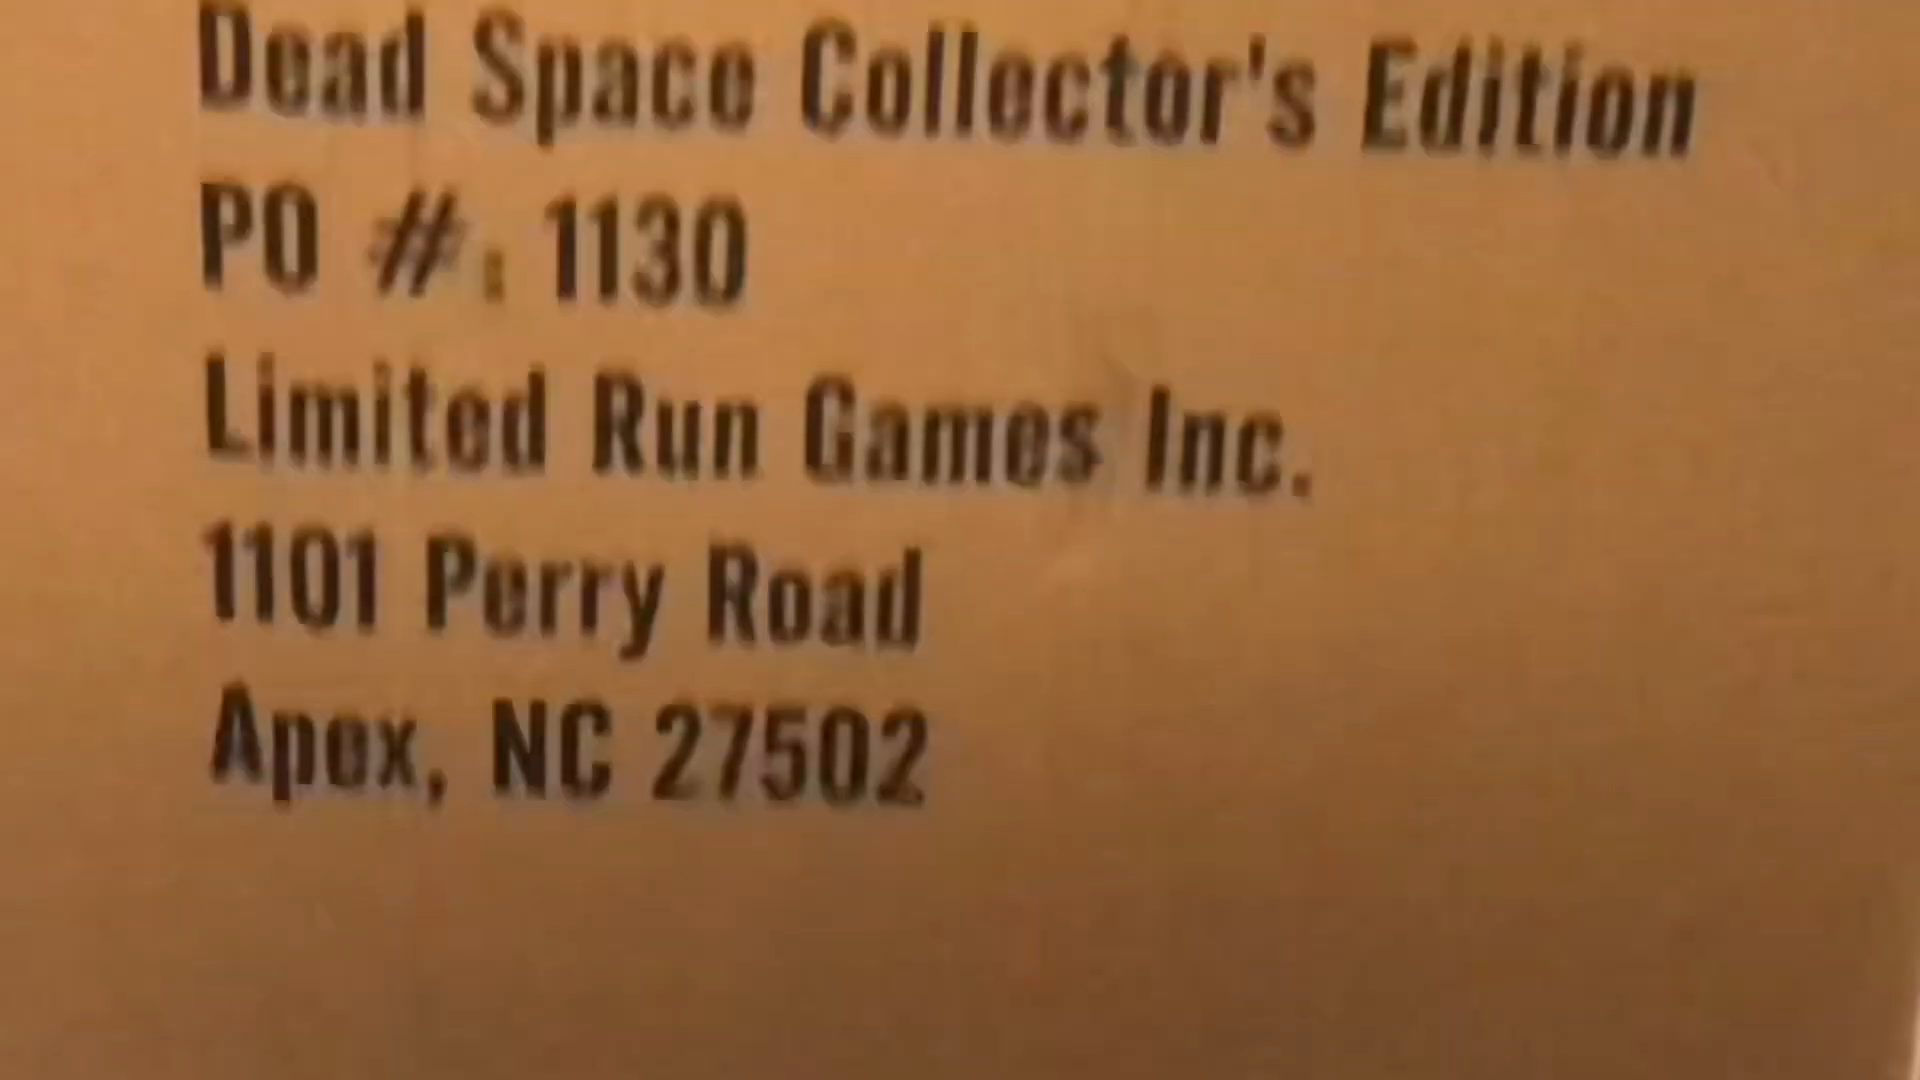 Dead Space Collector's Edition
PO #: 1130
Limited Run Games Inc.
1101 Perry Road
Apex, NC 27502